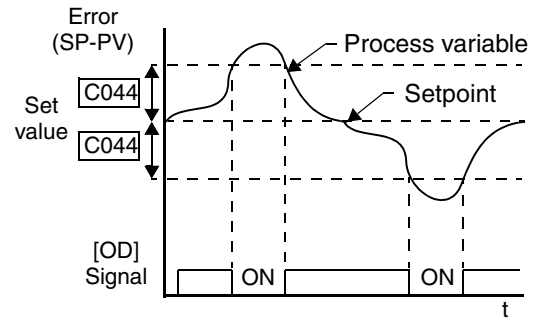 Error
(SP-PV)
Process variable
C044
Setpoint
Set
value
C044
[OD]
Signal
ON
ON
t